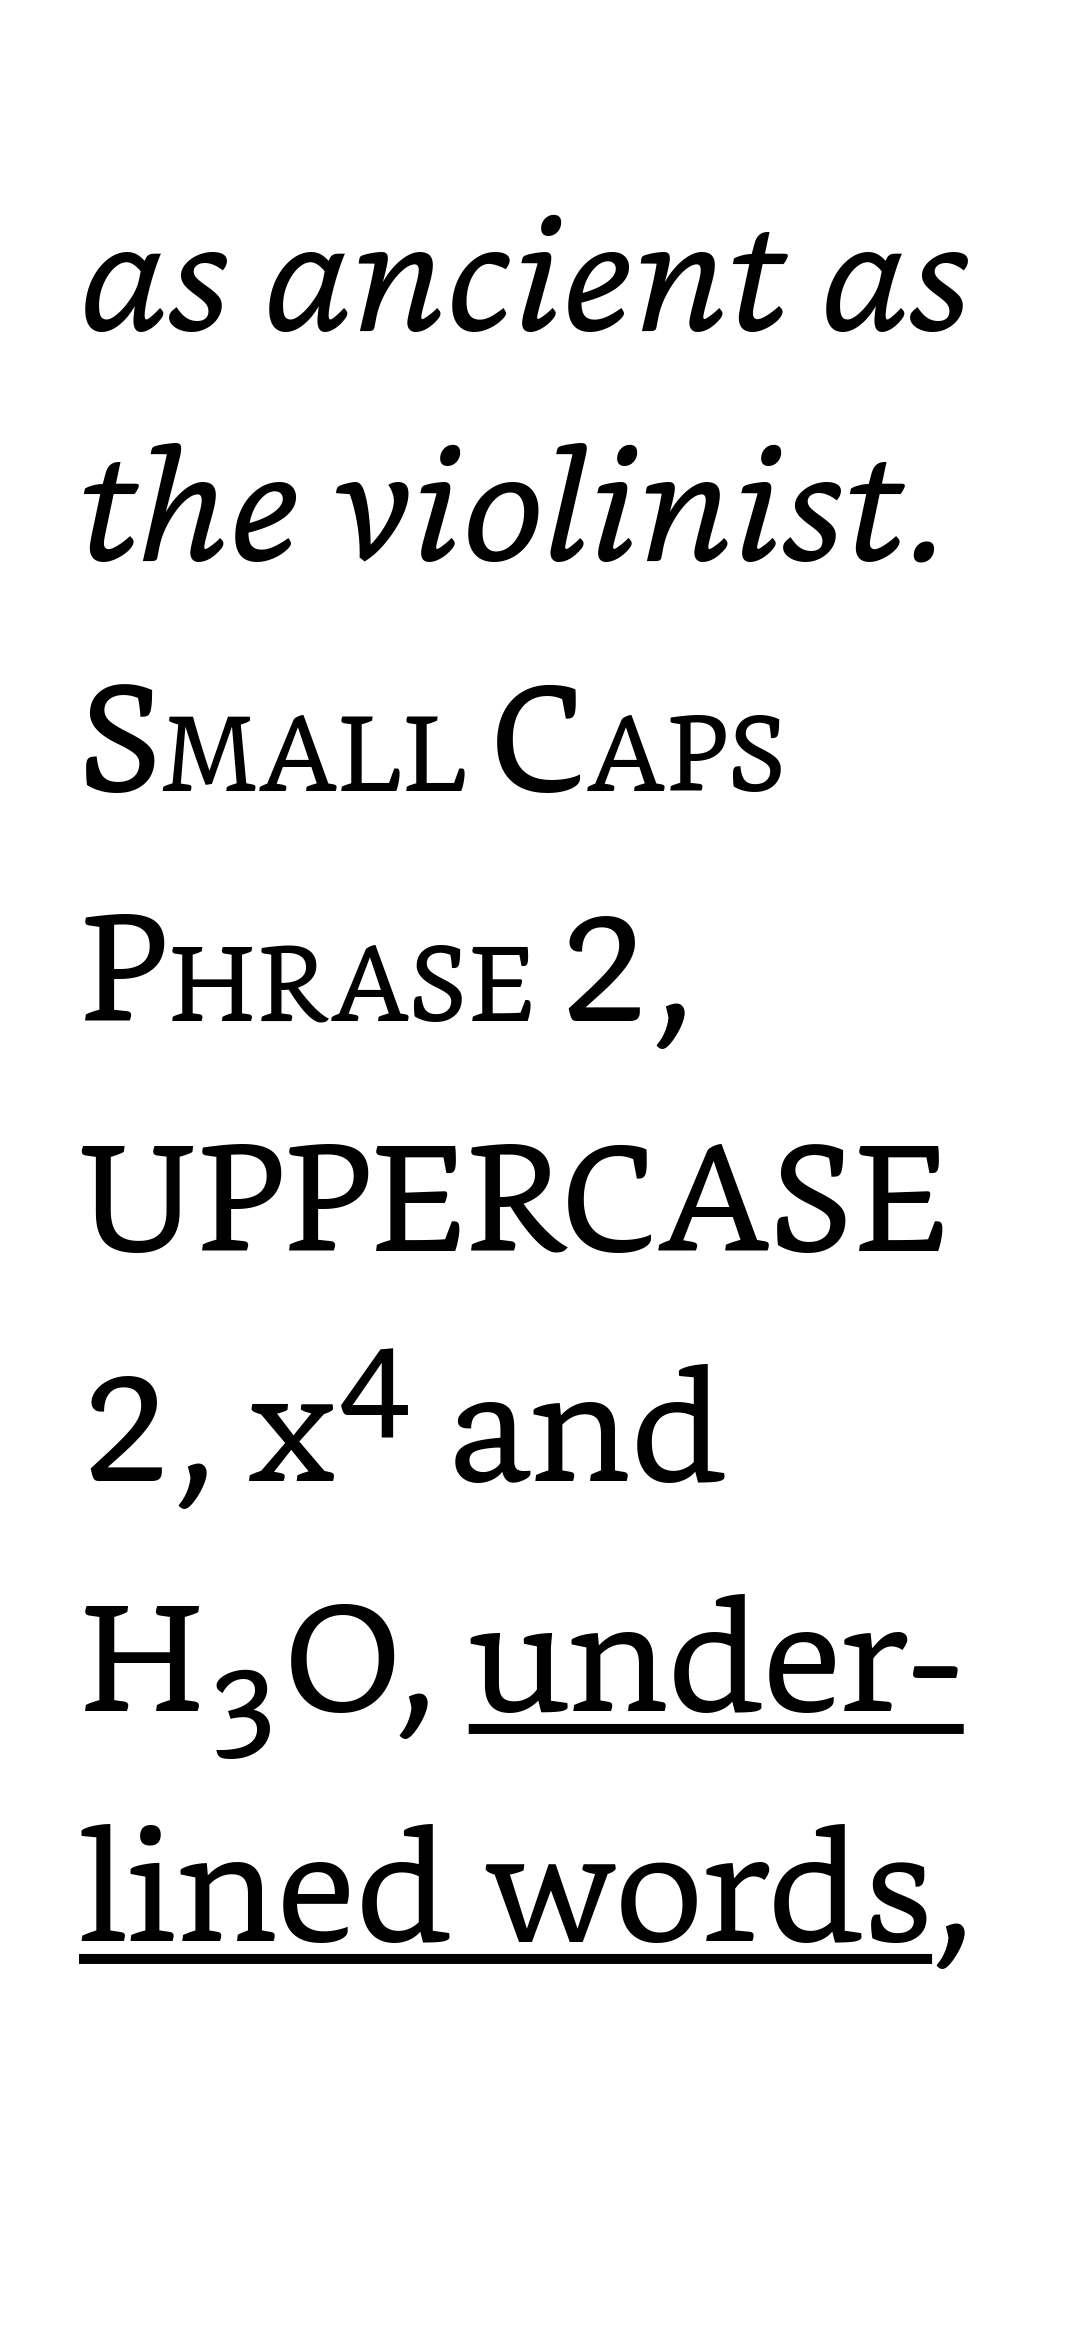 as ancient as
the violinist.
Small Caps
Phrase 2,
UPPERCASE
2, x⁴ and
H₃O, under-
lined words,